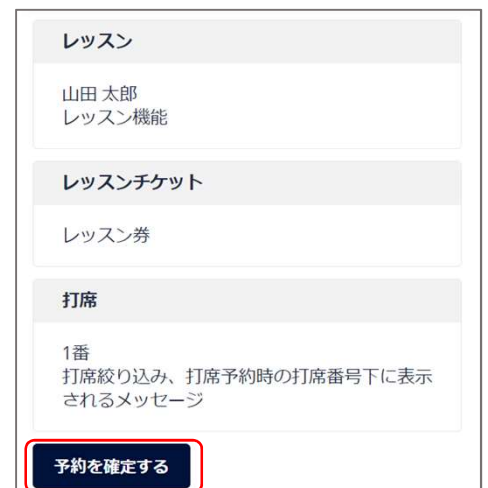 レッスン
山田 太郎
レッスン機能
レッスンチケット
レッスン券
打席
1番
打席絞り込み、打席予約時の打席番号下に表示
されるメッセージ
予約を確定する